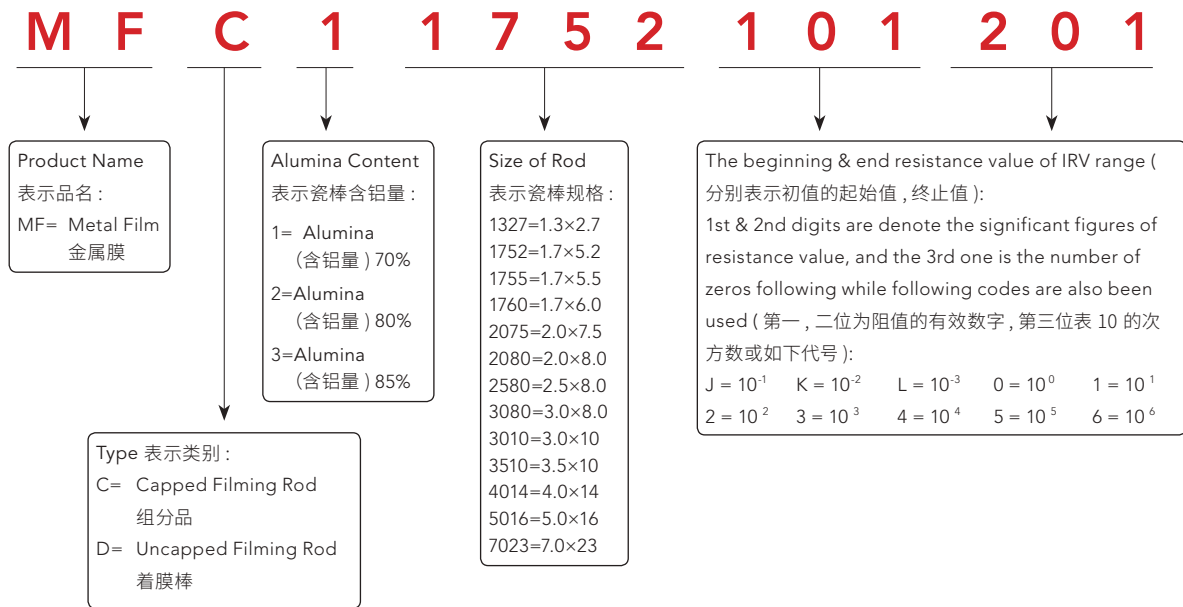 M F C 1 1 7 5 2 1 0 1 2 0 1
Product Name
表示品名 :
MF= Metal Film
金属膜
Alumina Content
表示瓷棒含铝量 :
1= Alumina
(含铝量 ) 70%
2=Alumina
(含铝量 ) 80%
3=Alumina
(含铝量 ) 85%
Size of Rod
表示瓷棒规格 :
1327=1.3×2.7
1752=1.7×5.2
1755=1.7×5.5
1760=1.7×6.0
2075=2.0×7.5
2080=2.0×8.0
2580=2.5×8.0
3080=3.0×8.0
3010=3.0×10
3510=3.5×10
4014=4.0×14
5016=5.0×16
7023=7.0×23
The beginning & end resistance value of IRV range (
分别表示初值的起始值 , 终止值 ):
1st & 2nd digits are denote the significant figures of
resistance value, and the 3rd one is the number of
zeros following while following codes are also been
used ( 第一 , 二位为阻值的有效数字 , 第三位表 10 的次
方数或如下代号 ):
J = 10⁻¹ K = 10⁻² L = 10⁻³ 0 = 10⁰ 1 = 10¹
2 = 10² 3 = 10³ 4 = 10⁴ 5 = 10⁵ 6 = 10⁶
Type 表示类别 :
C= Capped Filming Rod
组分品
D= Uncapped Filming Rod
着膜棒